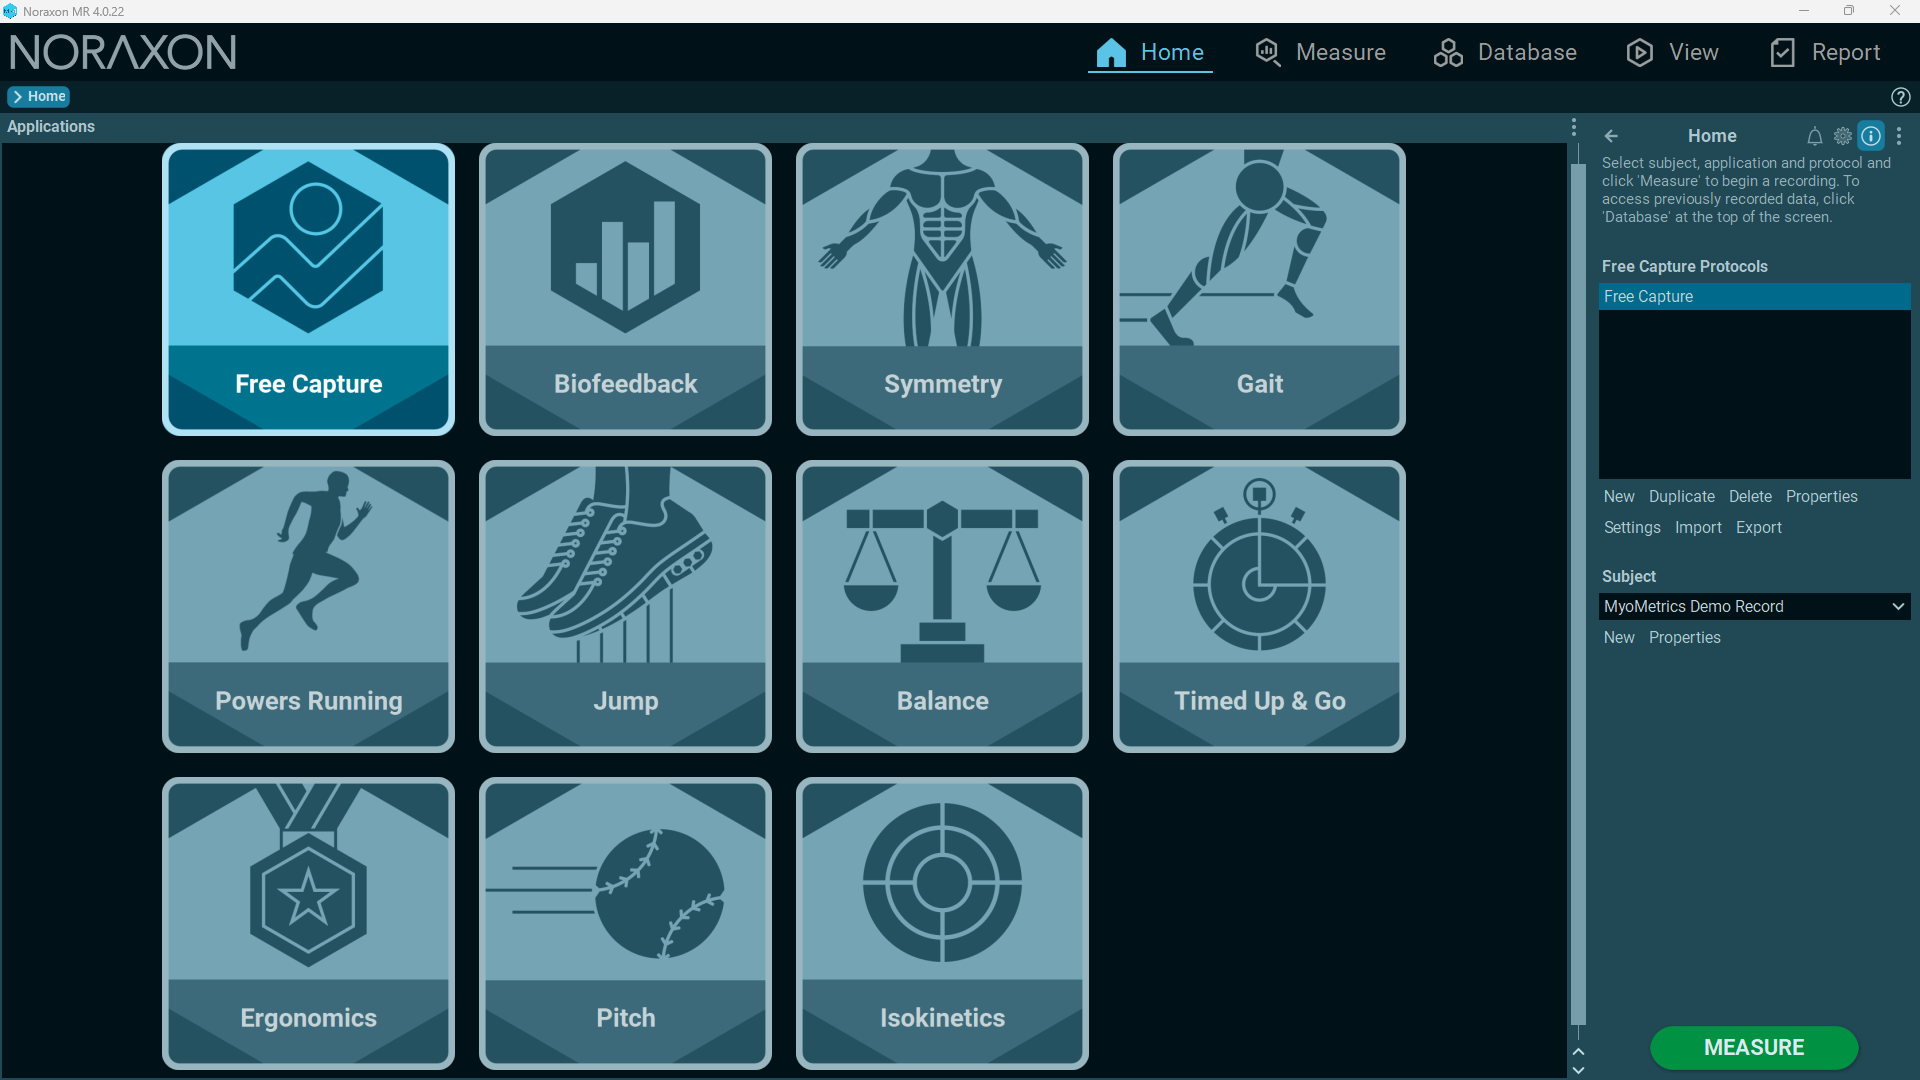 Noraxon MR 4.0.22
NORAXON
Home
Measure
Database
View
Report
Home
Applications
Free Capture
Biofeedback
Symmetry
Gait
Powers Running
Jump
Balance
Timed Up & Go
Ergonomics
Pitch
Isokinetics
Home
Select subject, application and protocol and
click 'Measure' to begin a recording. To
access previously recorded data, click
'Database' at the top of the screen.
Free Capture Protocols
Free Capture
New Duplicate Delete Properties
Settings Import Export
Subject
MyoMetrics Demo Record
New Properties
MEASURE